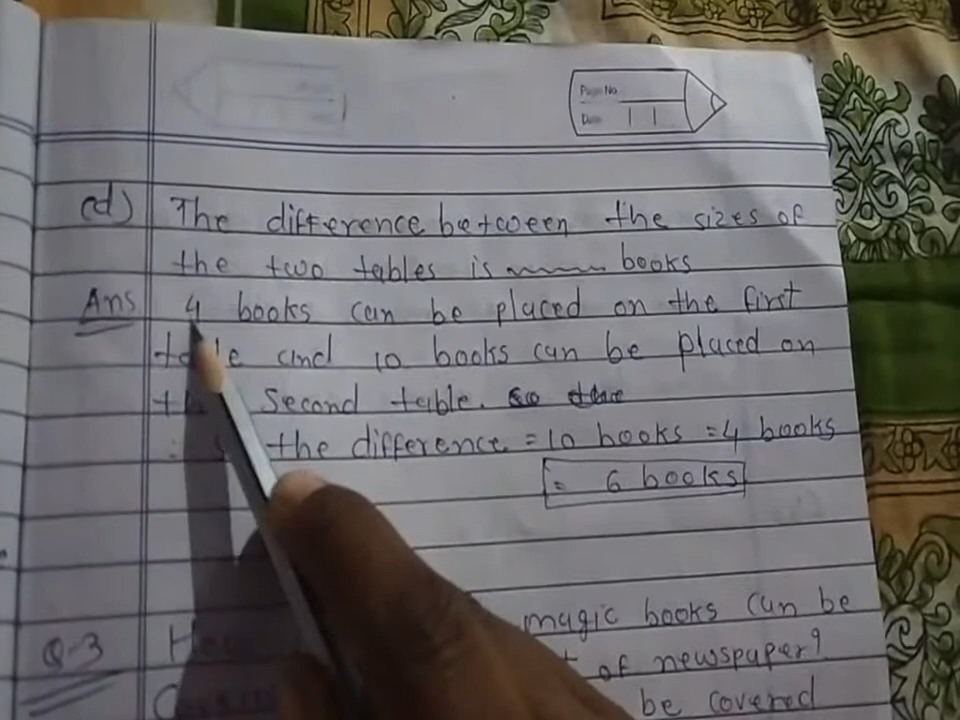 Page No
Date
(d) The difference between the sizes of
the two tables is ~~~~ books
Ans 4 books can be placed on the first
and 10 books can be placed on
second table. so the
the difference = 10 books = 4 books
= 6 books
Q-3 magic books can be
of newspaper?
be covered